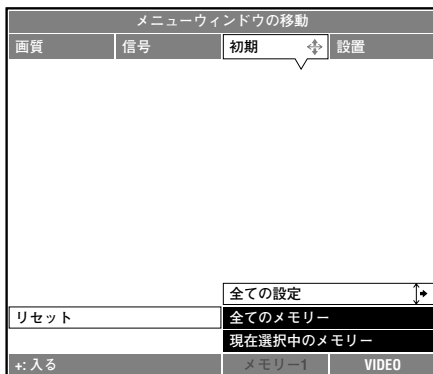 メニューウィンドウの移動
画質 信号 初期 設置
全ての設定
リセット 全てのメモリー
現在選択中のメモリー
+: 入る メモリー1 VIDEO